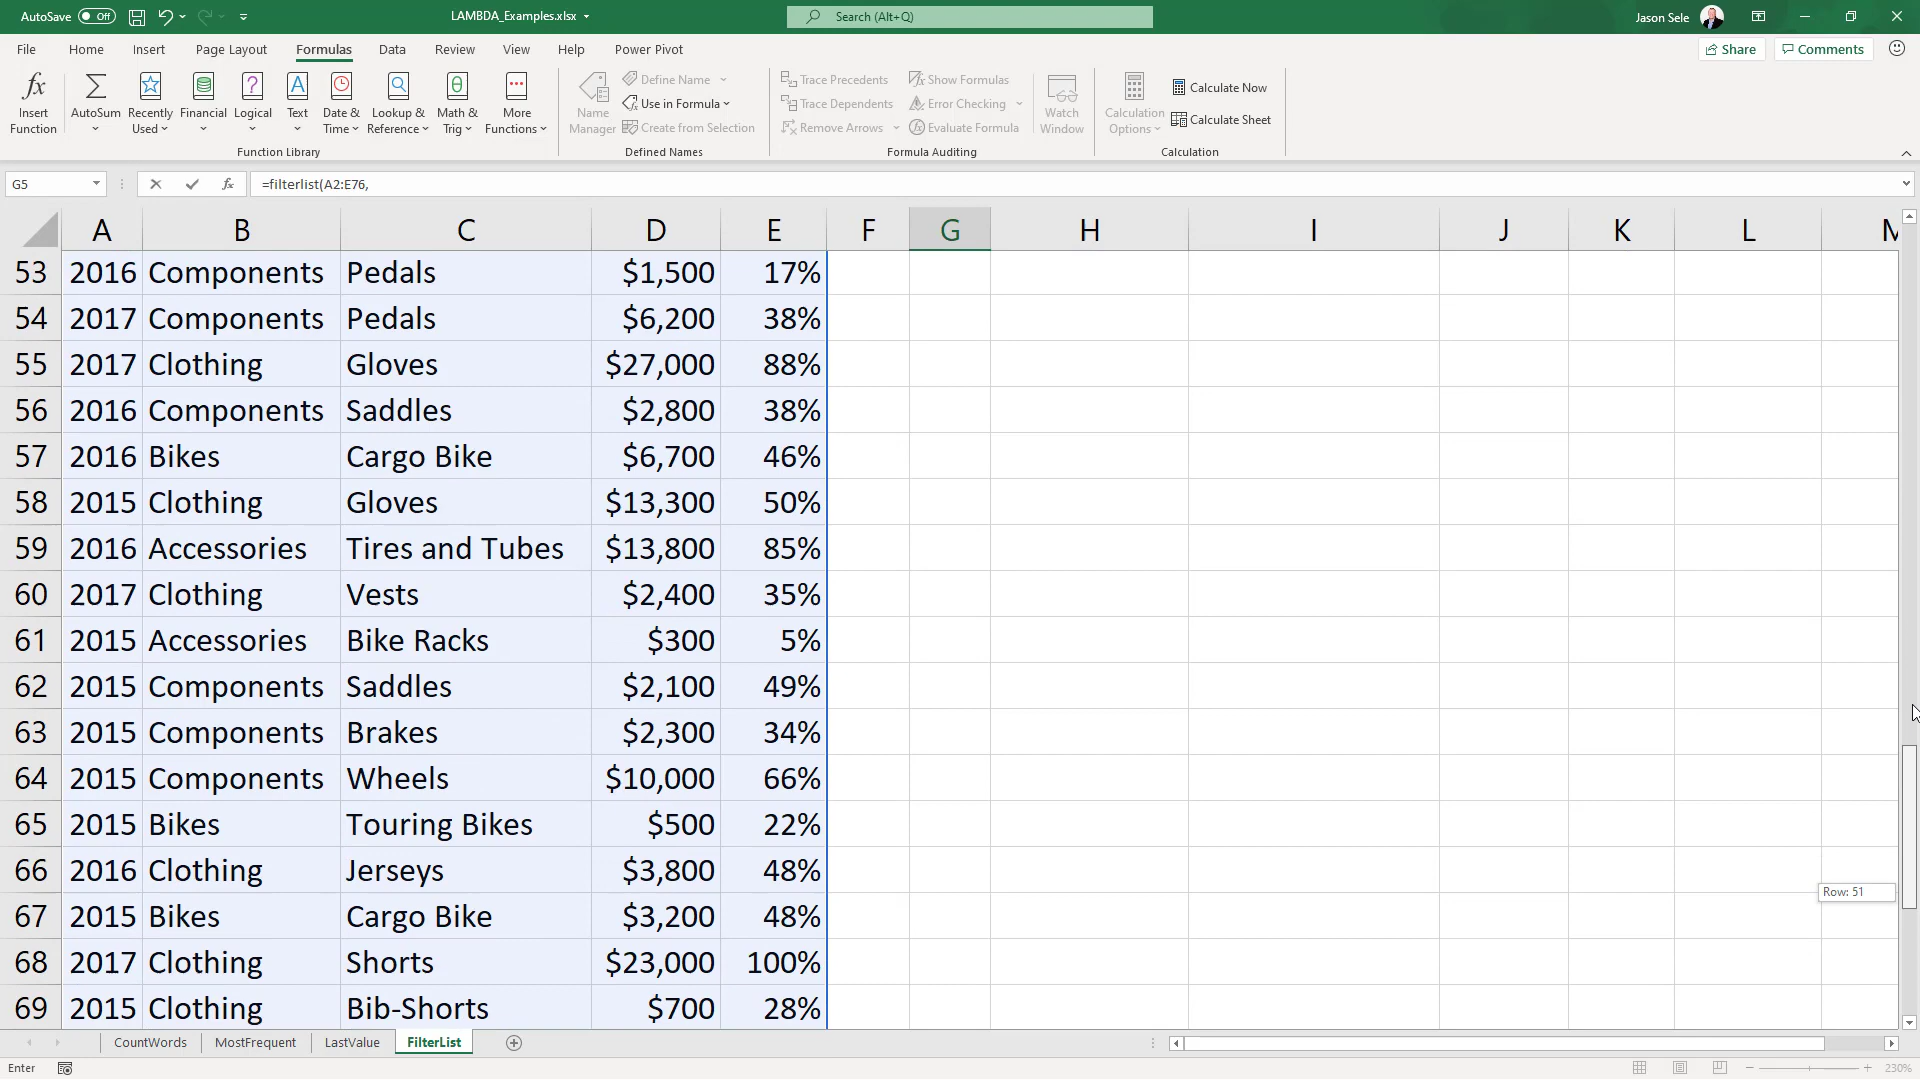 AutoSave Off LAMBDA_Examples.xlsx Search (Alt+Q) Jason Sele
File Home Insert Page Layout Formulas Data Review View Help Power Pivot Share Comments
fx Insert Function
AutoSum
Recently Used
Financial
Logical
Text
Date & Time
Lookup & Reference
Math & Trig
More Functions
Function Library
Name Manager
Define Name
Use in Formula
Create from Selection
Defined Names
Trace Precedents
Trace Dependents
Remove Arrows
Show Formulas
Error Checking
Evaluate Formula
Watch Window
Formula Auditing
Calculation Options
Calculate Now
Calculate Sheet
Calculation
G5 fx =filterlist(A2:E76,
A B C D E F G H I J K L M
53 2016 Components Pedals $1,500 17%
54 2017 Components Pedals $6,200 38%
55 2017 Clothing Gloves $27,000 88%
56 2016 Components Saddles $2,800 38%
57 2016 Bikes Cargo Bike $6,700 46%
58 2015 Clothing Gloves $13,300 50%
59 2016 Accessories Tires and Tubes $13,800 85%
60 2017 Clothing Vests $2,400 35%
61 2015 Accessories Bike Racks $300 5%
62 2015 Components Saddles $2,100 49%
63 2015 Components Brakes $2,300 34%
64 2015 Components Wheels $10,000 66%
65 2015 Bikes Touring Bikes $500 22%
66 2016 Clothing Jerseys $3,800 48%
Row: 51
67 2015 Bikes Cargo Bike $3,200 48%
68 2017 Clothing Shorts $23,000 100%
69 2015 Clothing Bib-Shorts $700 28%
CountWords MostFrequent LastValue FilterList
Enter 230%